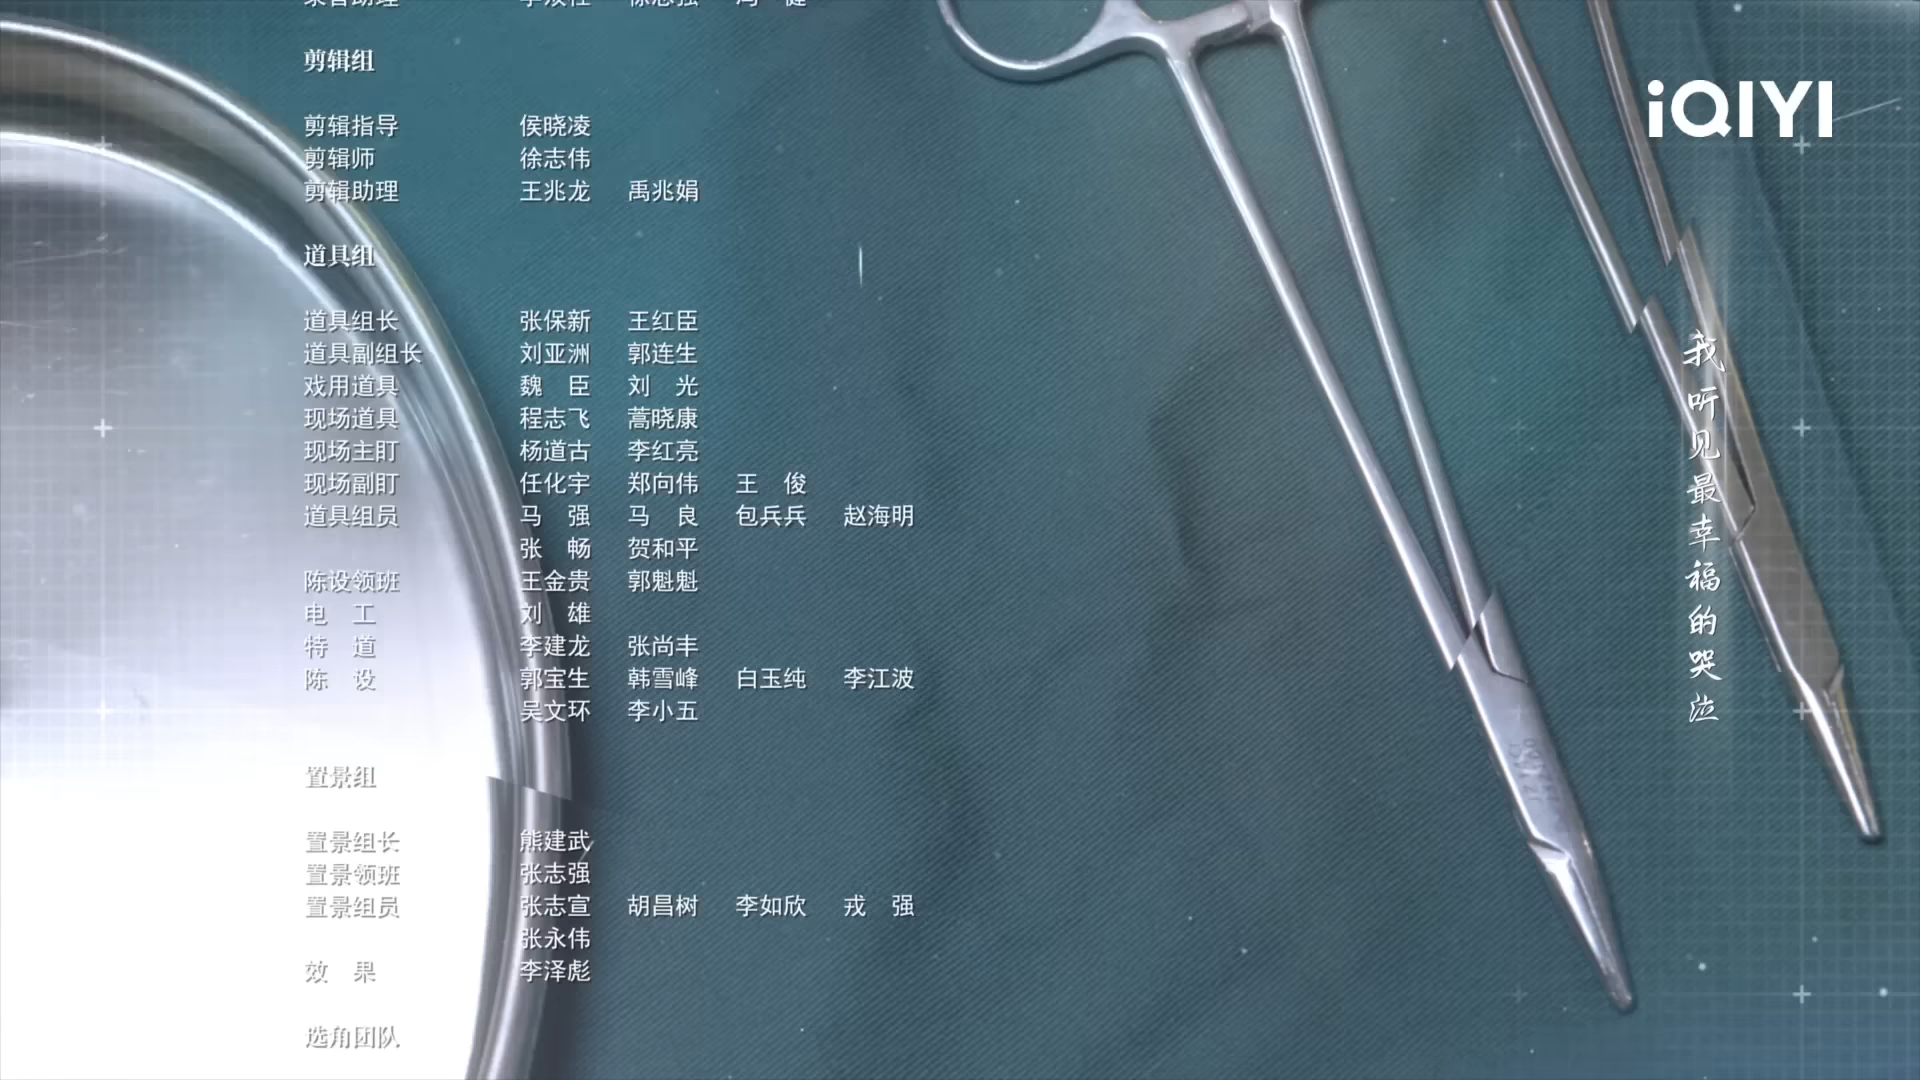 剪辑组
剪辑指导 侯晓凌
剪辑师 徐志伟
剪辑助理 王兆龙 禹兆娟
道具组
道具组长 张保新 王红臣
道具副组长 刘亚洲 郭连生
戏用道具 魏 臣 刘 光
现场道具 程志飞 蒿晓康
现场主盯 杨道古 李红亮
现场副盯 任化宇 郑向伟 王 俊
道具组员 马 强 马 良 包兵兵 赵海明
张 畅 贺和平
陈设领班 王金贵 郭魁魁
电 工 刘 雄
特 道 李建龙 张尚丰
陈 设 郭宝生 韩雪峰 白玉纯 李江波
吴文环 李小五
置景组
置景组长 熊建武
置景领班 张志强
置景组员 张志宣 胡昌树 李如欣 戎 强
张永伟
效 果 李泽彪
选角团队
iQIYI
我听见最幸福的哭泣